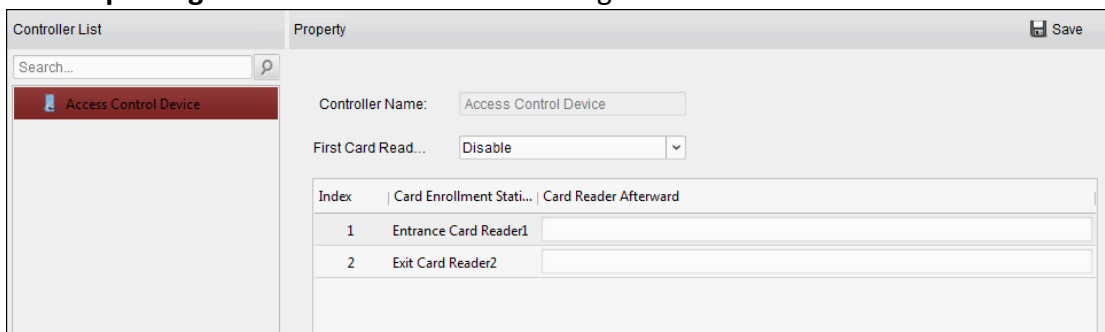 Controller List
Property
Save
Search...
Access Control Device
Controller Name:
Access Control Device
First Card Read...
Disable
Index
Card Enrollment Stati...
Card Reader Afterward
1
Entrance Card Reader1
2
Exit Card Reader2